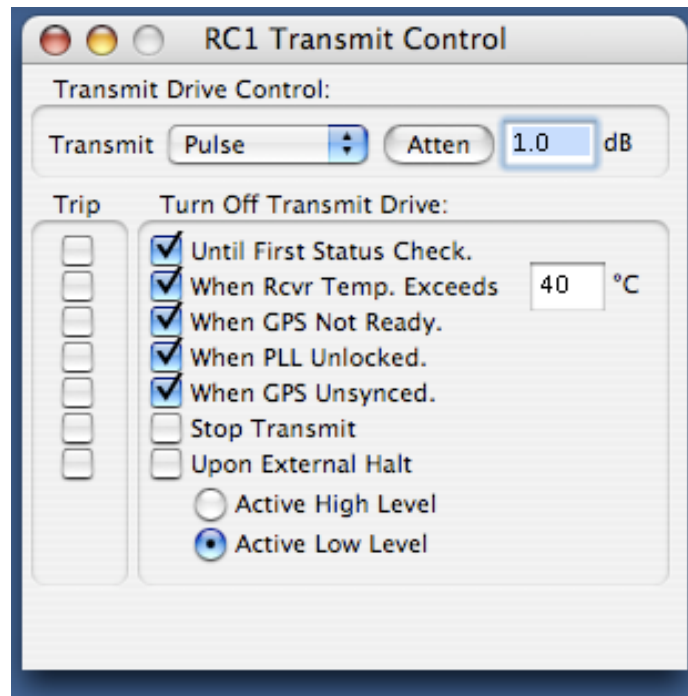 RC1 Transmit Control
Transmit Drive Control:
Transmit Pulse Atten 1.0 dB
Trip Turn Off Transmit Drive:
Until First Status Check.
When Rcvr Temp. Exceeds 40 °C
When GPS Not Ready.
When PLL Unlocked.
When GPS Unsynced.
Stop Transmit
Upon External Halt
Active High Level
Active Low Level